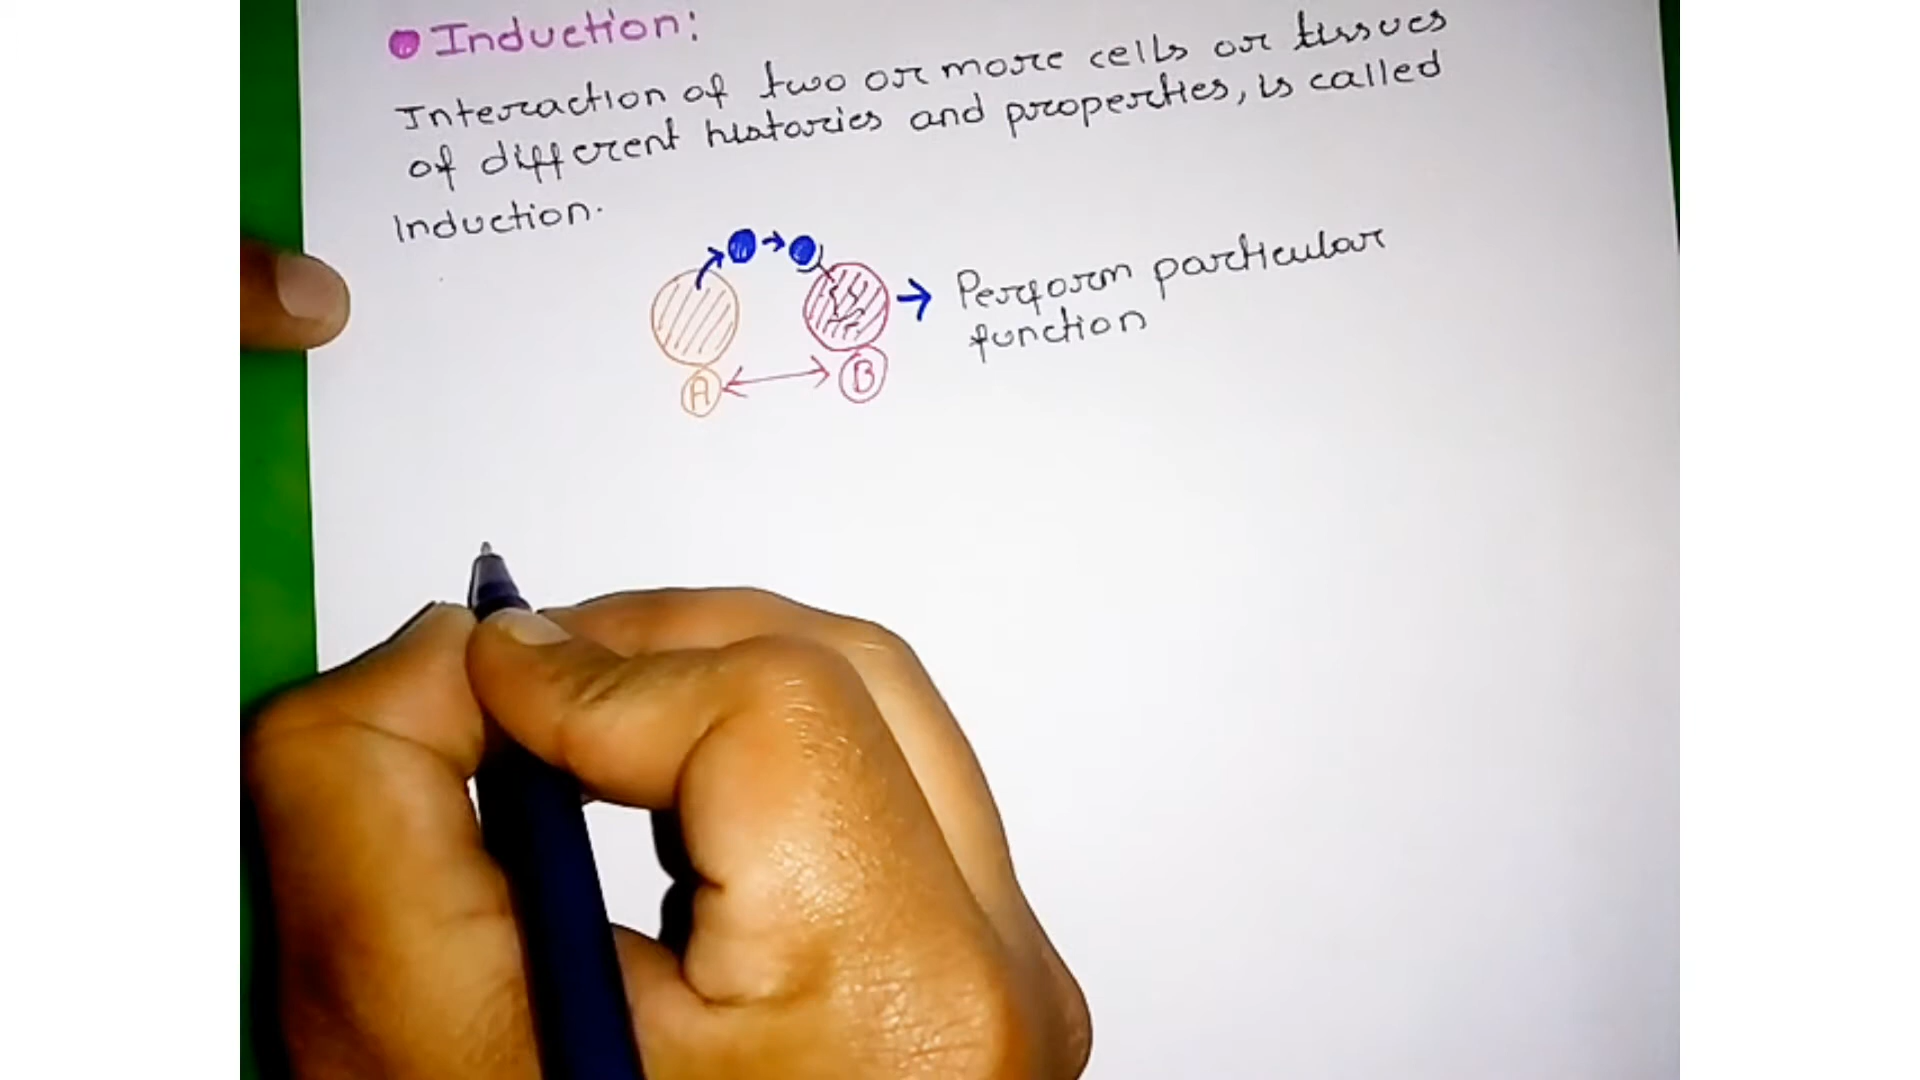 Induction:
Interaction of two or more cells or tissues
of different histories and properties, is called
Induction.
Perform particular
function
A
B